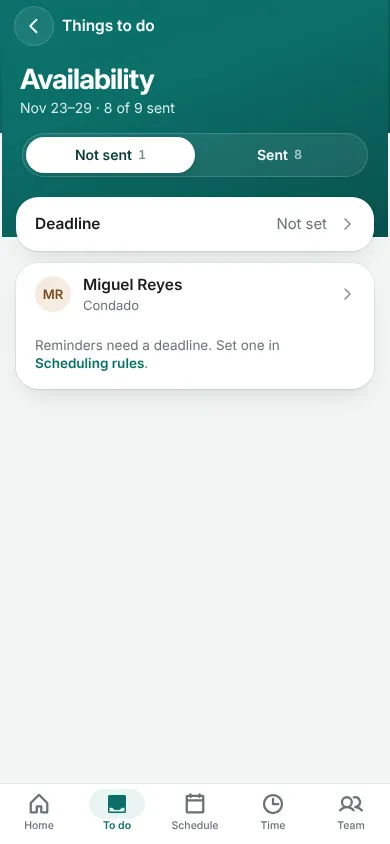 Things to do
Availability
Nov 23–29 · 8 of 9 sent
Not sent 1
Sent 8
Deadline
Not set
MR
Miguel Reyes
Condado
Reminders need a deadline. Set one in
Scheduling rules.
Home
To do
Schedule
Time
Team